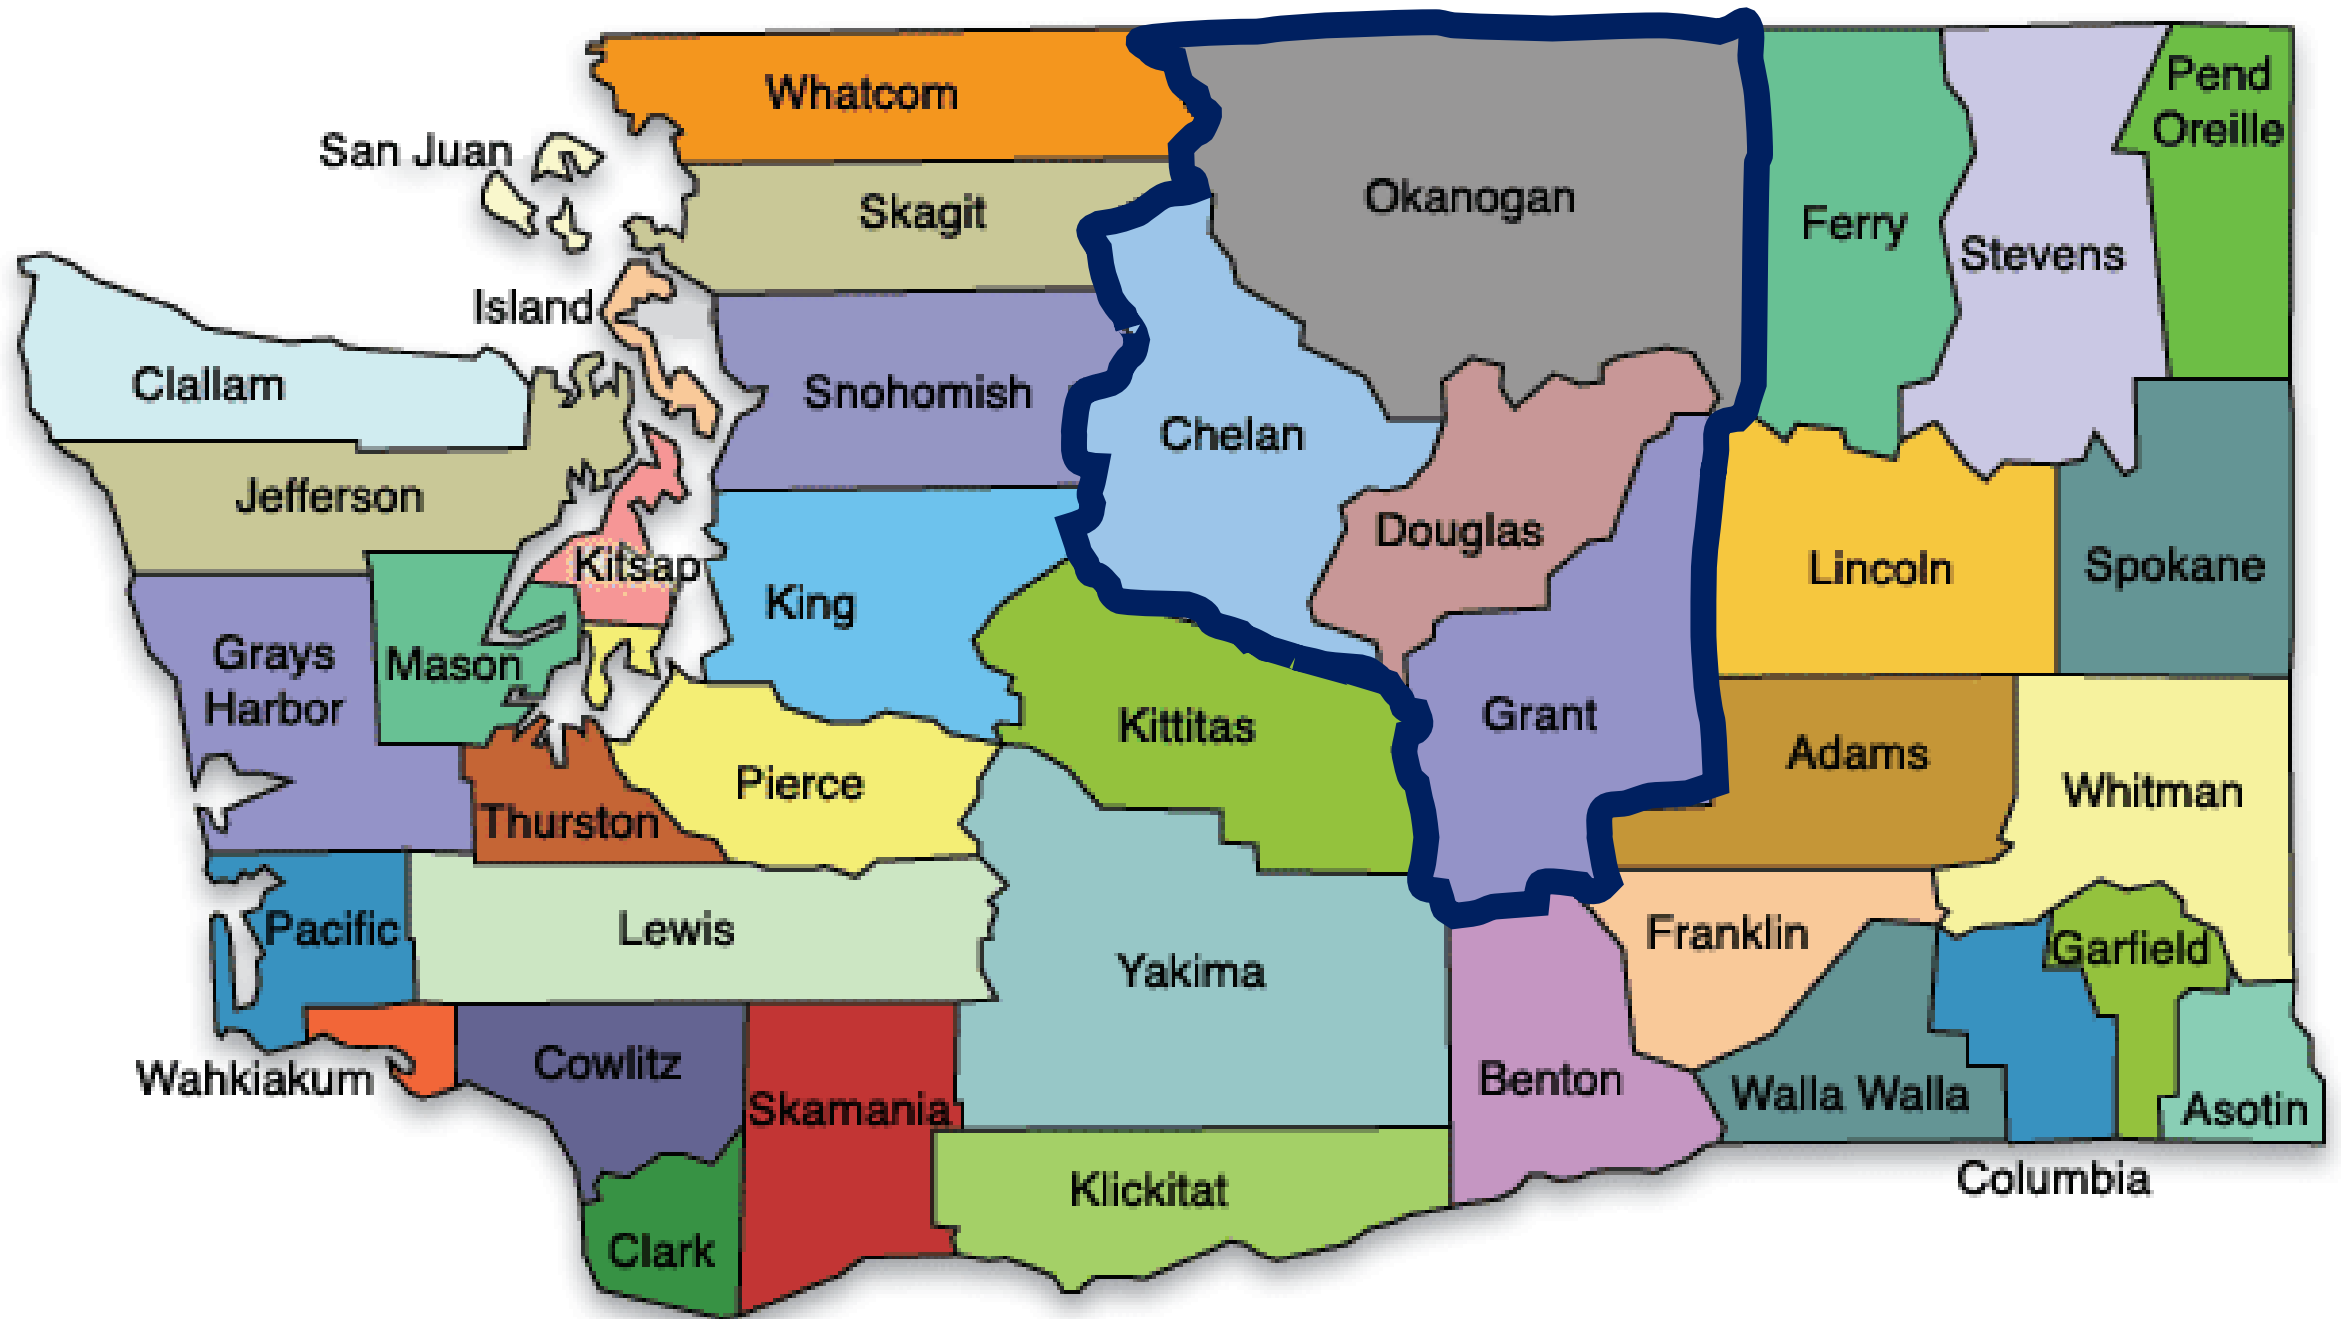 Whatcom
Pend
Oreille
San Juan
Skagit
Okanogan
Ferry
Stevens
Island
Clallam
Snohomish
Chelan
Jefferson
Douglas
Kitsap
King
Lincoln
Spokane
Grays
Harbor
Mason
Kittitas
Grant
Adams
Pierce
Whitman
Thurston
Pacific
Lewis
Yakima
Franklin
Garfield
Wahkiakum
Cowlitz
Skamania
Benton
Walla Walla
Asotin
Columbia
Klickitat
Clark